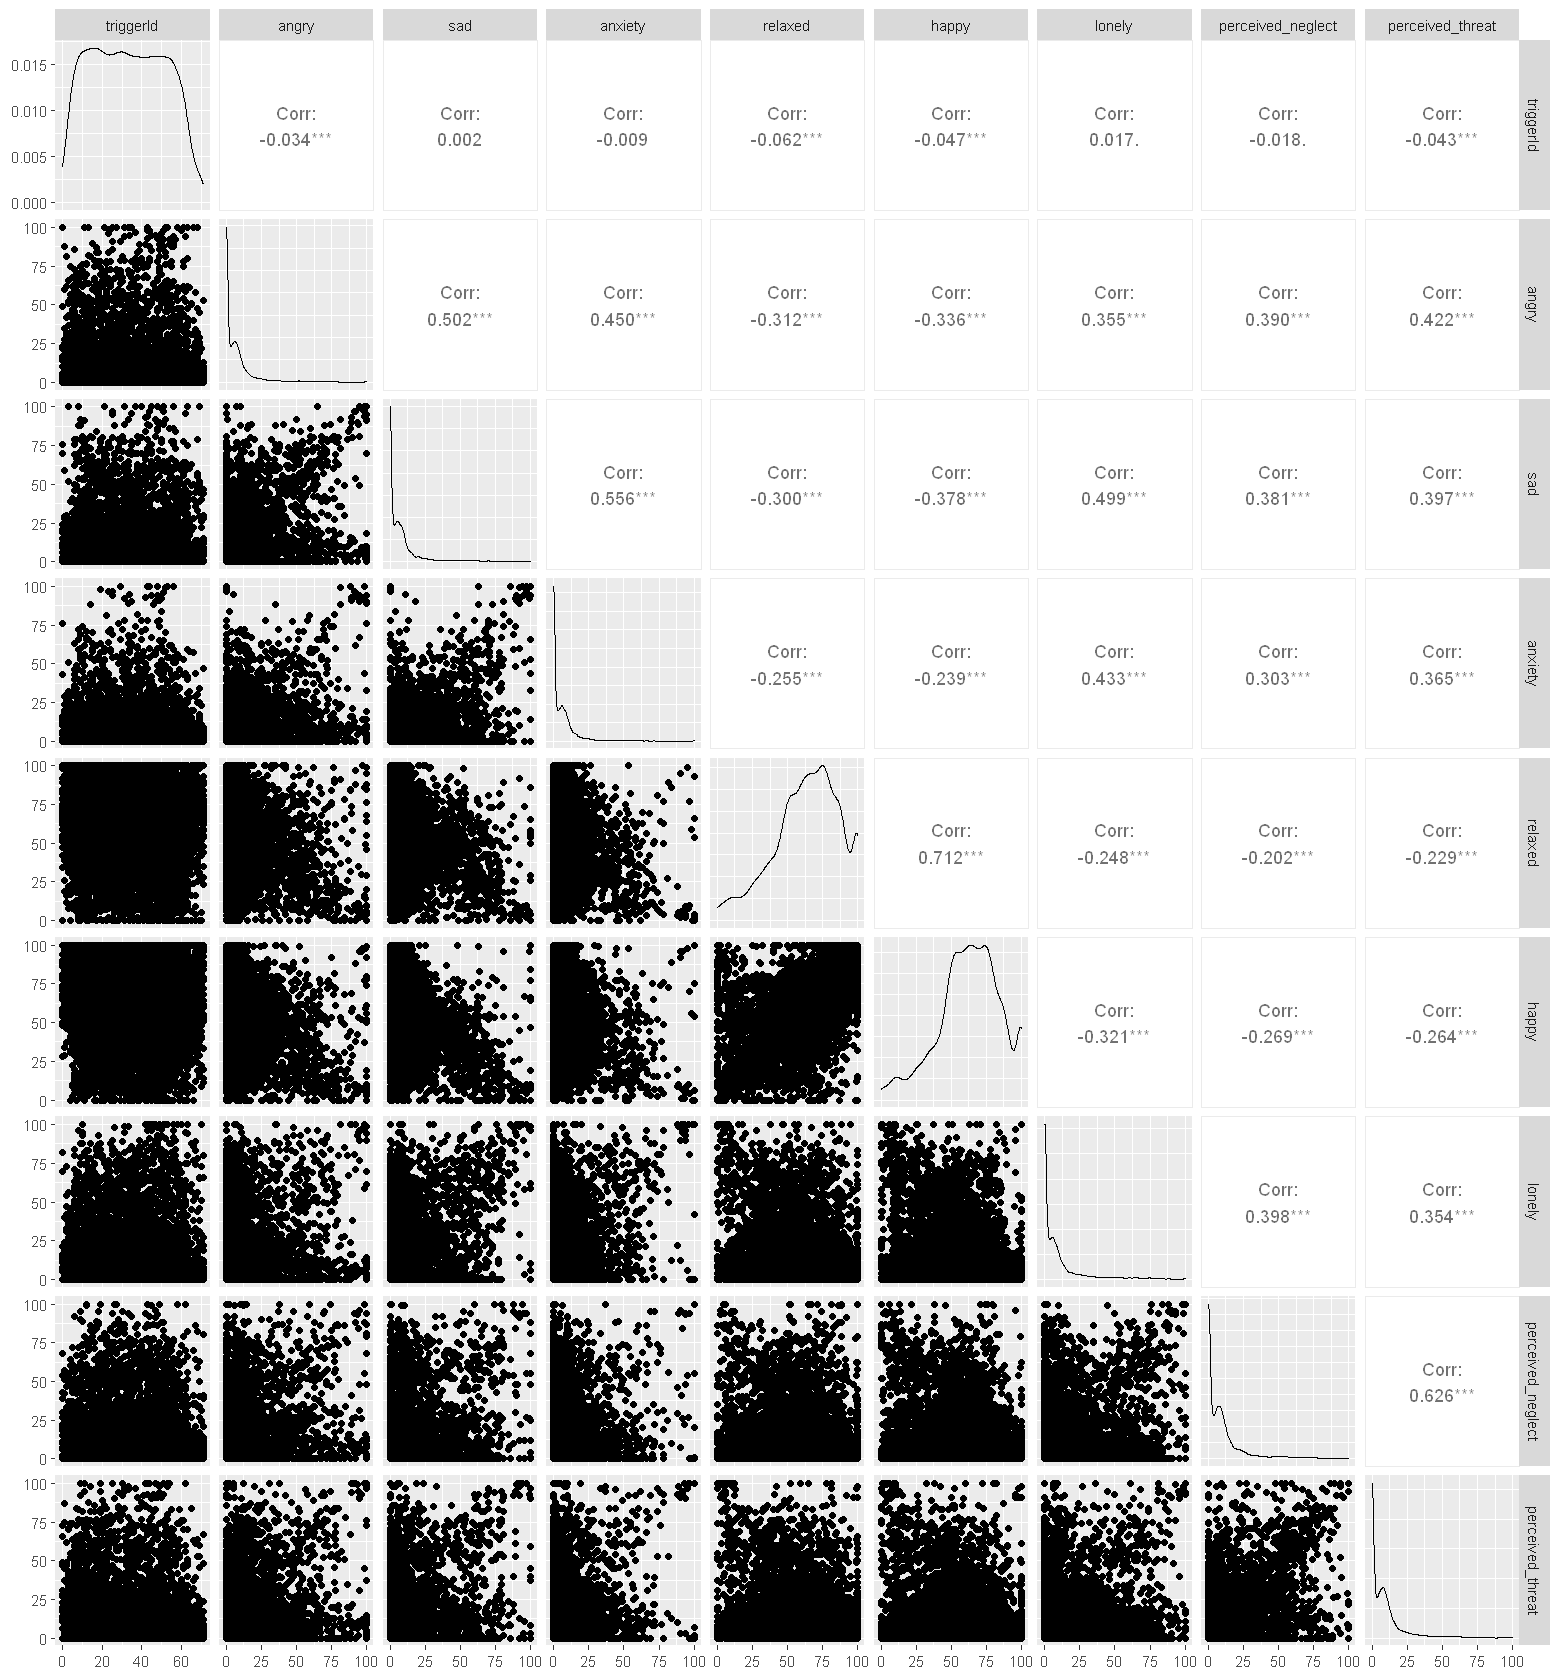 triggerId angry sad anxiety relaxed happy lonely perceived_neglect perceived_threat
0.015
0.010
0.005
0.000
Corr: Corr: Corr: Corr: Corr: Corr: Corr: Corr:
-0.034*** 0.002 -0.009 -0.062*** -0.047*** 0.017. -0.018. -0.043***
triggerId
100
75
50
25
0
Corr: Corr: Corr: Corr: Corr: Corr: Corr:
0.502*** 0.450*** -0.312*** -0.336*** 0.355*** 0.390*** 0.422***
angry
100
75
50
25
0
Corr: Corr: Corr: Corr: Corr: Corr:
0.556*** -0.300*** -0.378*** 0.499*** 0.381*** 0.397***
sad
100
75
50
25
0
Corr: Corr: Corr: Corr: Corr:
-0.255*** -0.239*** 0.433*** 0.303*** 0.365***
anxiety
100
75
50
25
0
Corr: Corr: Corr: Corr:
0.712*** -0.248*** -0.202*** -0.229***
relaxed
100
75
50
25
0
Corr: Corr: Corr:
-0.321*** -0.269*** -0.264***
happy
100
75
50
25
0
Corr: Corr:
0.398*** 0.354***
lonely
100
75
50
25
0
Corr:
0.626***
perceived_neglect
100
75
50
25
0
perceived_threat
0 20 40 60 0 25 50 75 100 0 25 50 75 100 0 25 50 75 100 0 25 50 75 100 0 25 50 75 100 0 25 50 75 100 0 25 50 75 100 0 25 50 75 100